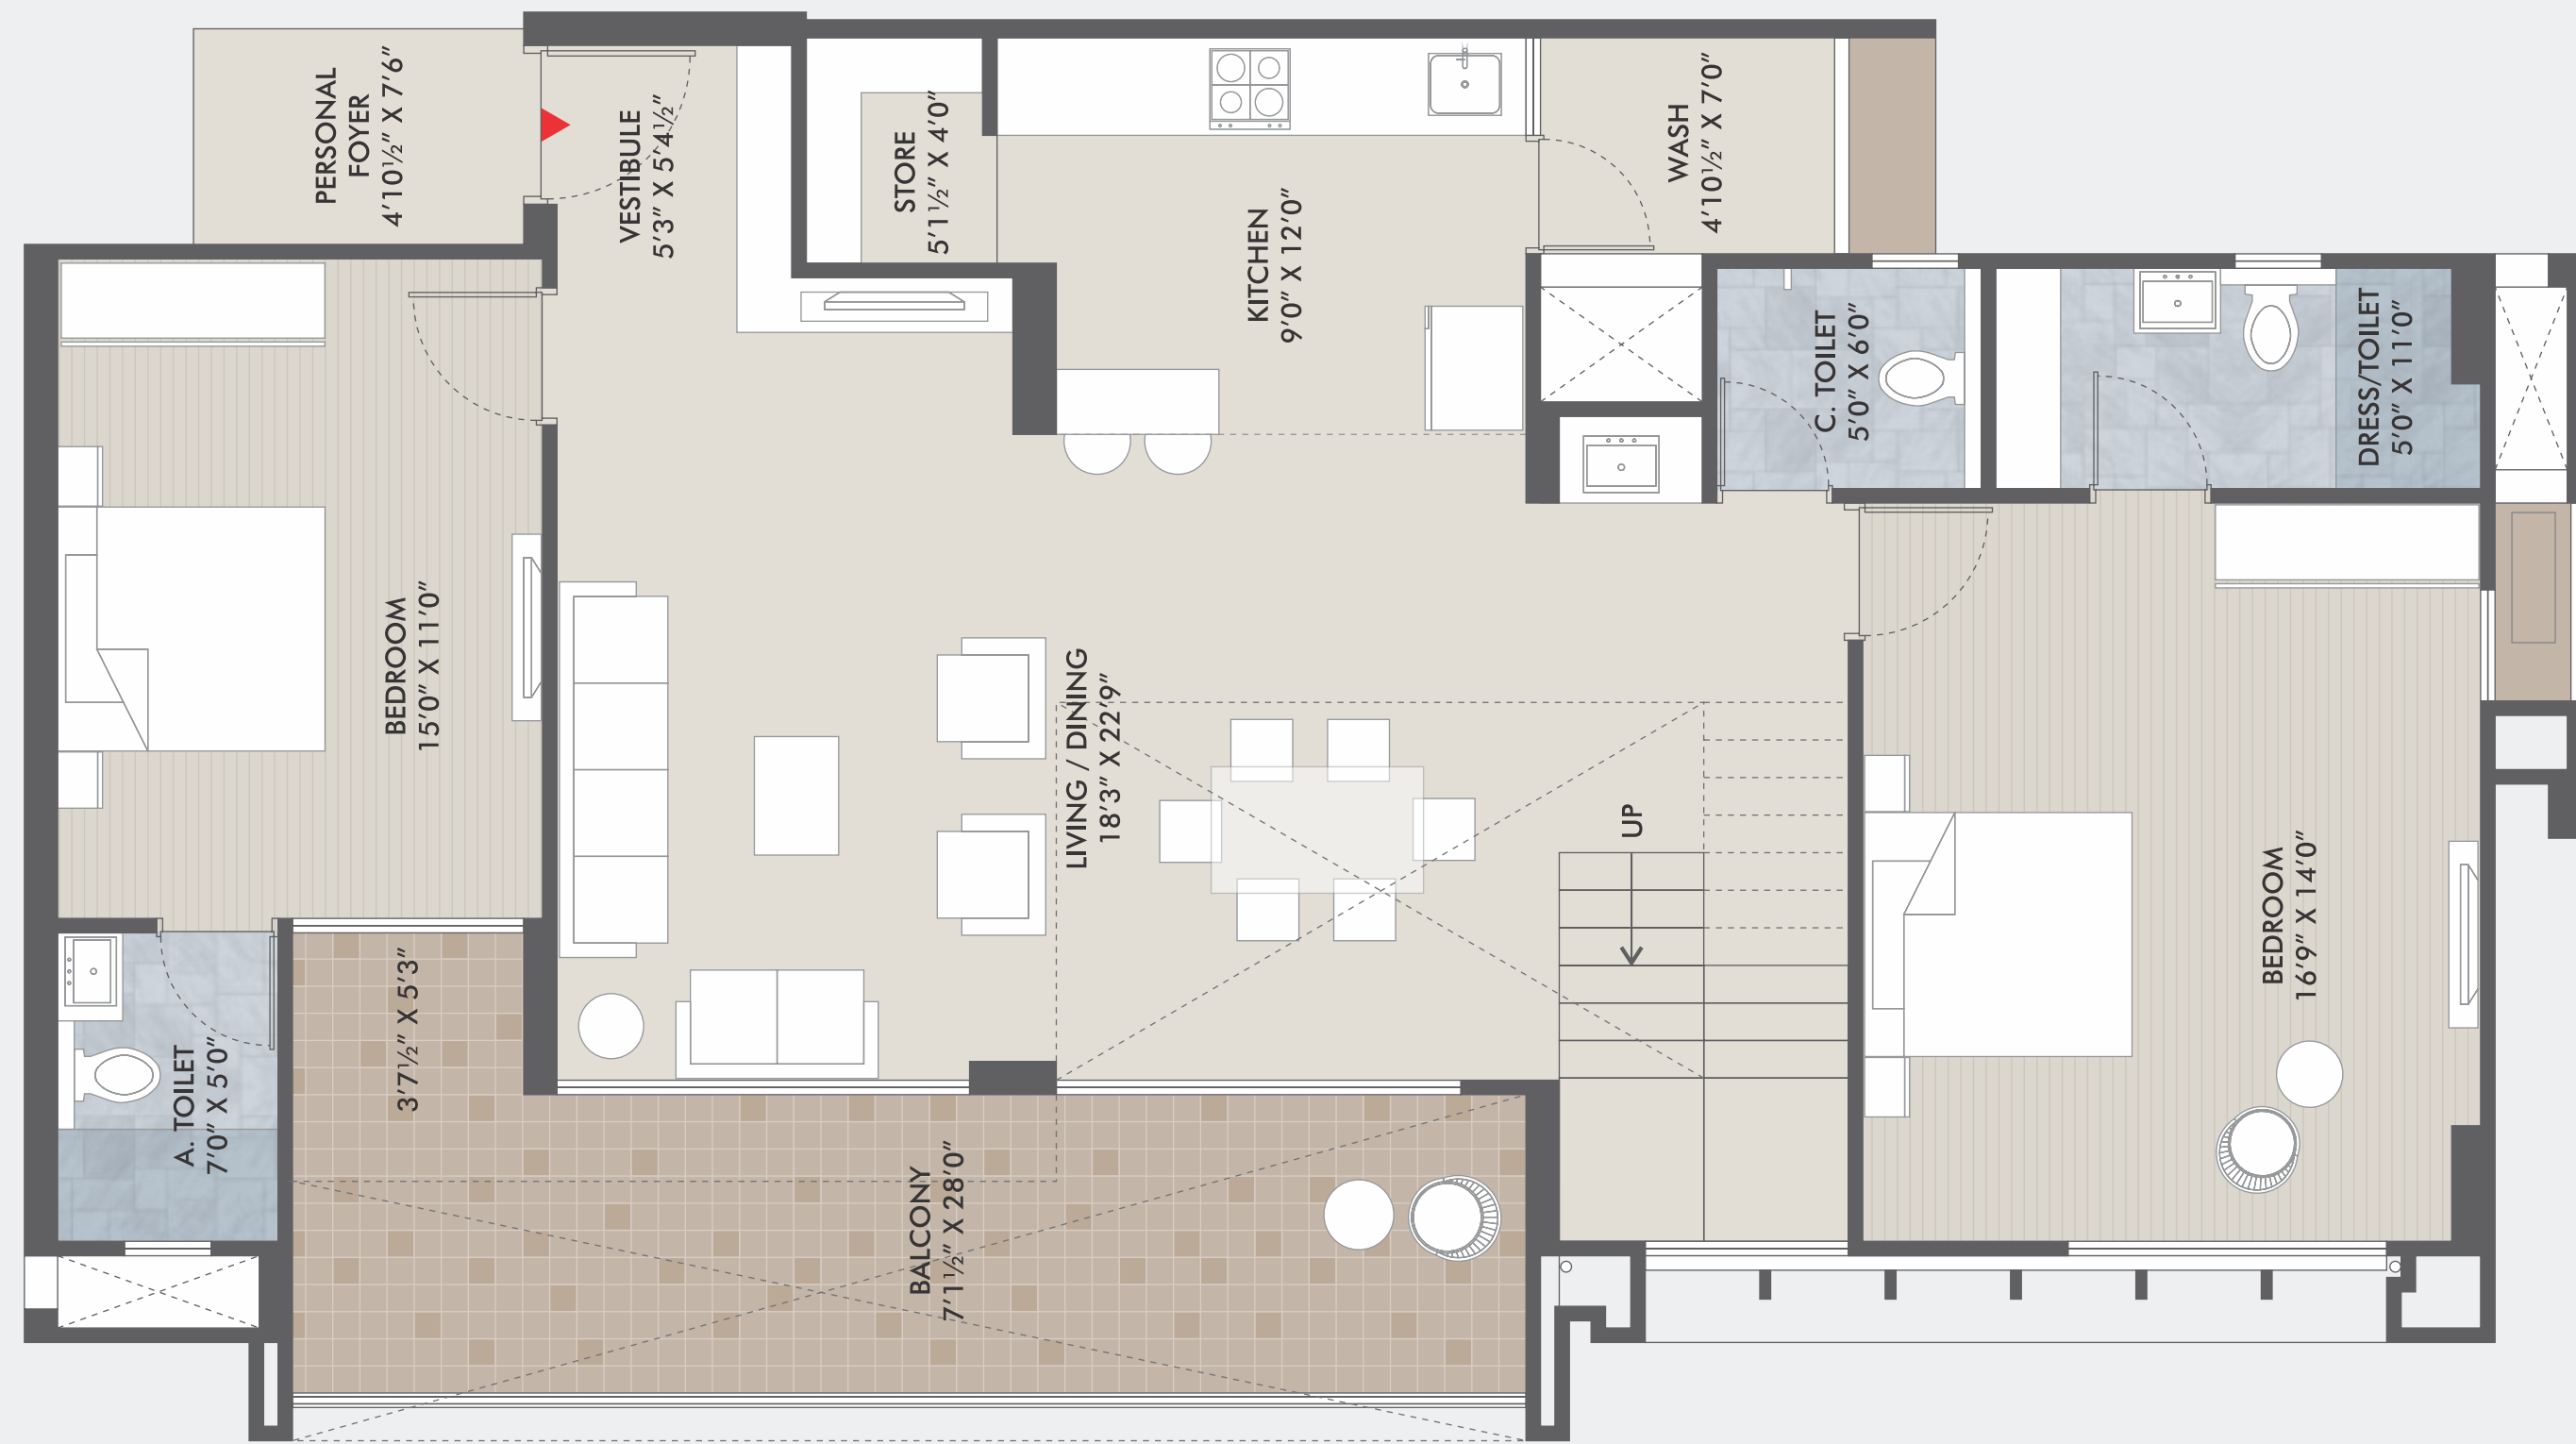 PERSONAL
FOYER
4'10½" X 7'6"
VESTIBULE
5'3" X 5'4½"
STORE
5'1½" X 4'0"
KITCHEN
9'0" X 12'0"
WASH
4'10½" X 7'0"
C. TOILET
5'0" X 6'0"
DRESS/TOILET
5'0" X 11'0"
BEDROOM
15'0" X 11'0"
LIVING / DINING
18'3" X 22'9"
UP
BEDROOM
16'9" X 14'0"
A. TOILET
7'0" X 5'0"
3'7½" X 5'3"
BALCONY
7'1½" X 28'0"